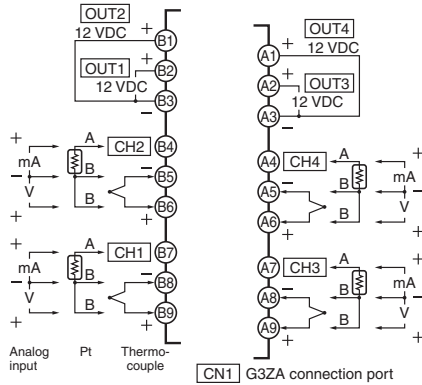 OUT2
12 VDC
+
B1
OUT1
+
B2
12 VDC
B3
−
B4
+
A
CH2
mA
B
−
B5
−
V
B
B6
+
+
B7
+
A
CH1
mA
B
−
B8
−
V
B
B9
+
+
Analog input
Pt
Thermo-couple
OUT4
+
12 VDC
A1
+
OUT3
A2
12 VDC
A3
−
A4
CH4
A
+
mA
A5
−
B
−
V
A6
B
+
+
A7
CH3
A
+
mA
A8
−
B
−
V
A9
B
+
+
CN1 G3ZA connection port